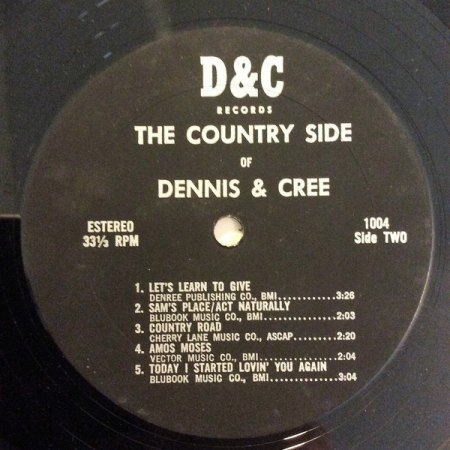 D&C
RECORDS
THE COUNTRY SIDE
OF
DENNIS & CREE
ESTEREO
33⅓ RPM
1004
Side TWO
1. LET'S LEARN TO GIVE
DENREE PUBLISHING CO., BMI.............3:26
2. SAM'S PLACE/ACT NATURALLY
BLUBOOK MUSIC CO., BMI................2:03
3. COUNTRY ROAD
CHERRY LANE MUSIC CO., ASCAP.........2:20
4. AMOS MOSES
VECTOR MUSIC CO., BMI.................2:04
5. TODAY I STARTED LOVIN' YOU AGAIN
BLUBOOK MUSIC CO., BMI................3:04